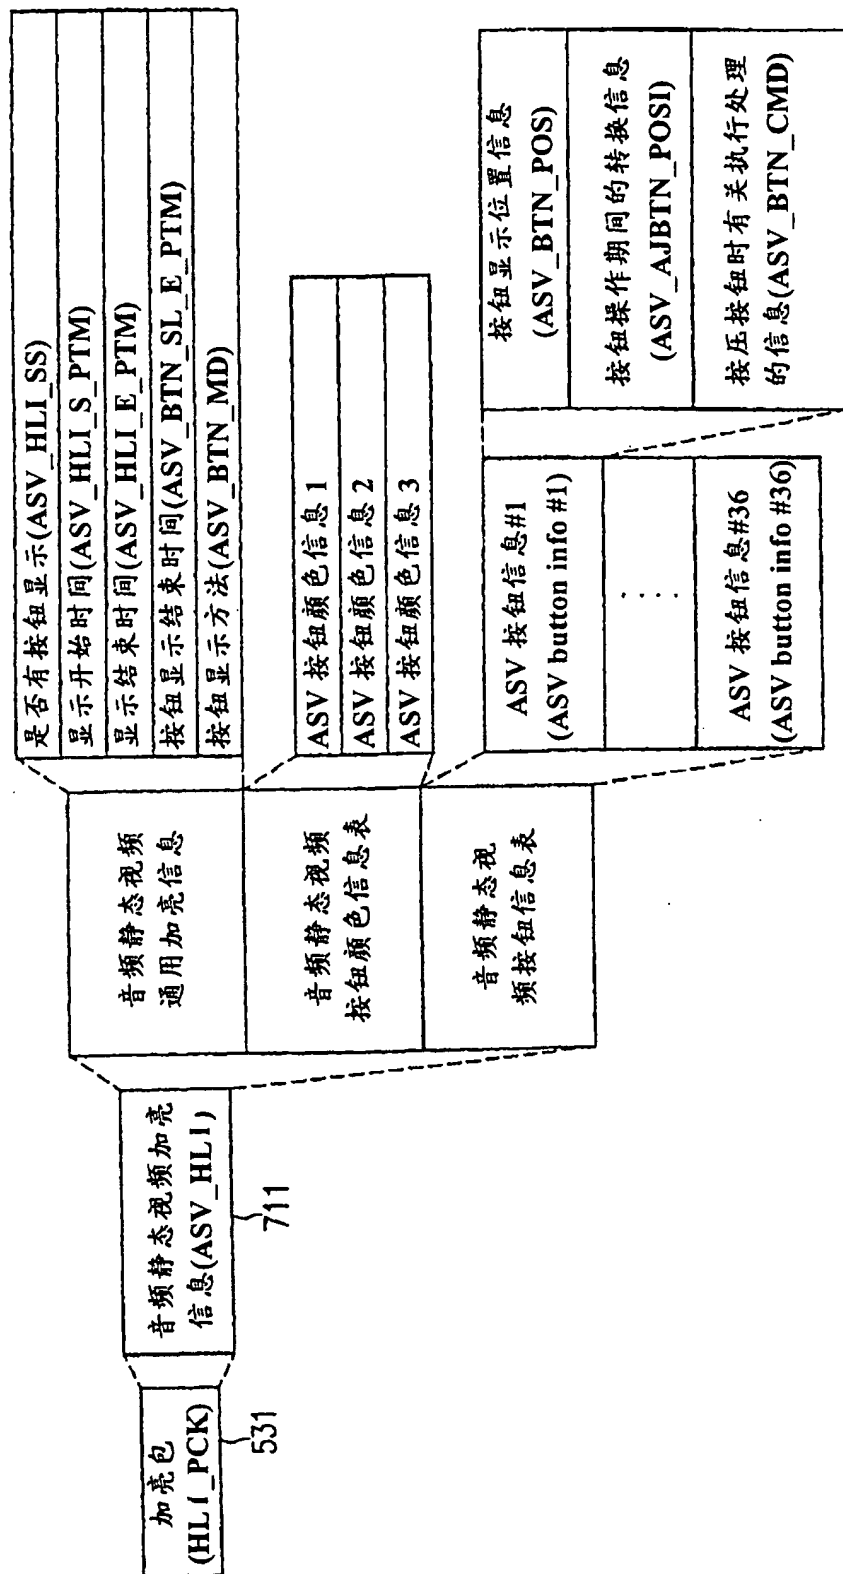 加亮包
(HLI_PCK)
531
音频静态视频加亮
信息(ASV_HLI)
711
音频静态视频
通用加亮信息
音频静态视频
按钮颜色信息表
音频静态视
频按钮信息表
是否有按钮显示(ASV_HLI_SS)
显示开始时间(ASV_HLI_S_PTM)
显示结束时间(ASV_HLI_E_PTM)
按钮显示结束时间(ASV_BTN_SL_E_PTM)
按钮显示方法(ASV_BTN_MD)
ASV 按钮颜色信息 1
ASV 按钮颜色信息 2
ASV 按钮颜色信息 3
ASV 按钮信息#1
(ASV button info #1)
....
ASV 按钮信息#36
(ASV button info #36)
按钮显示位置信息
(ASV_BTN_POS)
按钮操作期间的转换信息
(ASV_AJBTN_POSI)
按压按钮时有关执行处理
的信息(ASV_BTN_CMD)